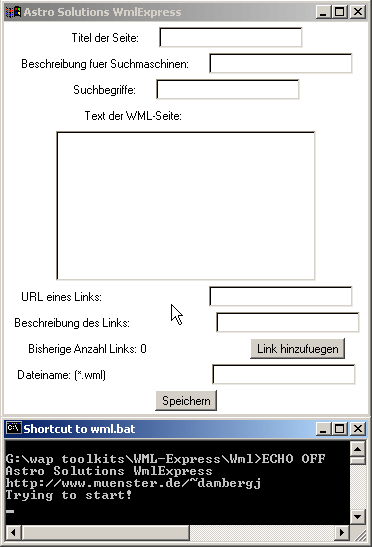 Astro Solutions WmlExpress
Titel der Seite:
Beschreibung fuer Suchmaschinen:
Suchbegriffe:
Text der WML-Seite:
URL eines Links:
Beschreibung des Links:
Bisherige Anzahl Links: 0
Link hinzufuegen
Dateiname: (*.wml)
Speichern
Shortcut to wml.bat
G:\wap toolkits\WML-Express\Wml>ECHO OFF
Astro Solutions WmlExpress
http://www.muenster.de/~dambergj
Trying to start!